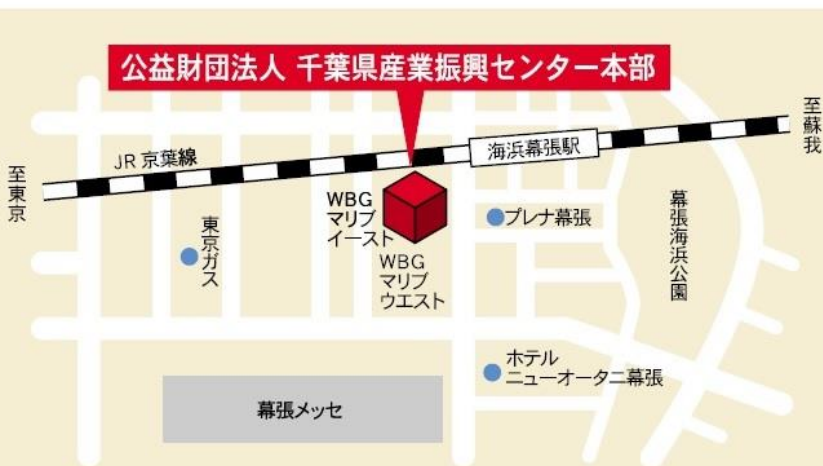 公益財団法人 千葉県産業振興センター本部
至蘇我
海浜幕張駅
JR 京葉線
至東京
WBG
マリブ
イースト
プレナ幕張
幕張海浜公園
東京ガス
WBG
マリブ
ウエスト
ホテル
ニューオータニ幕張
幕張メッセ